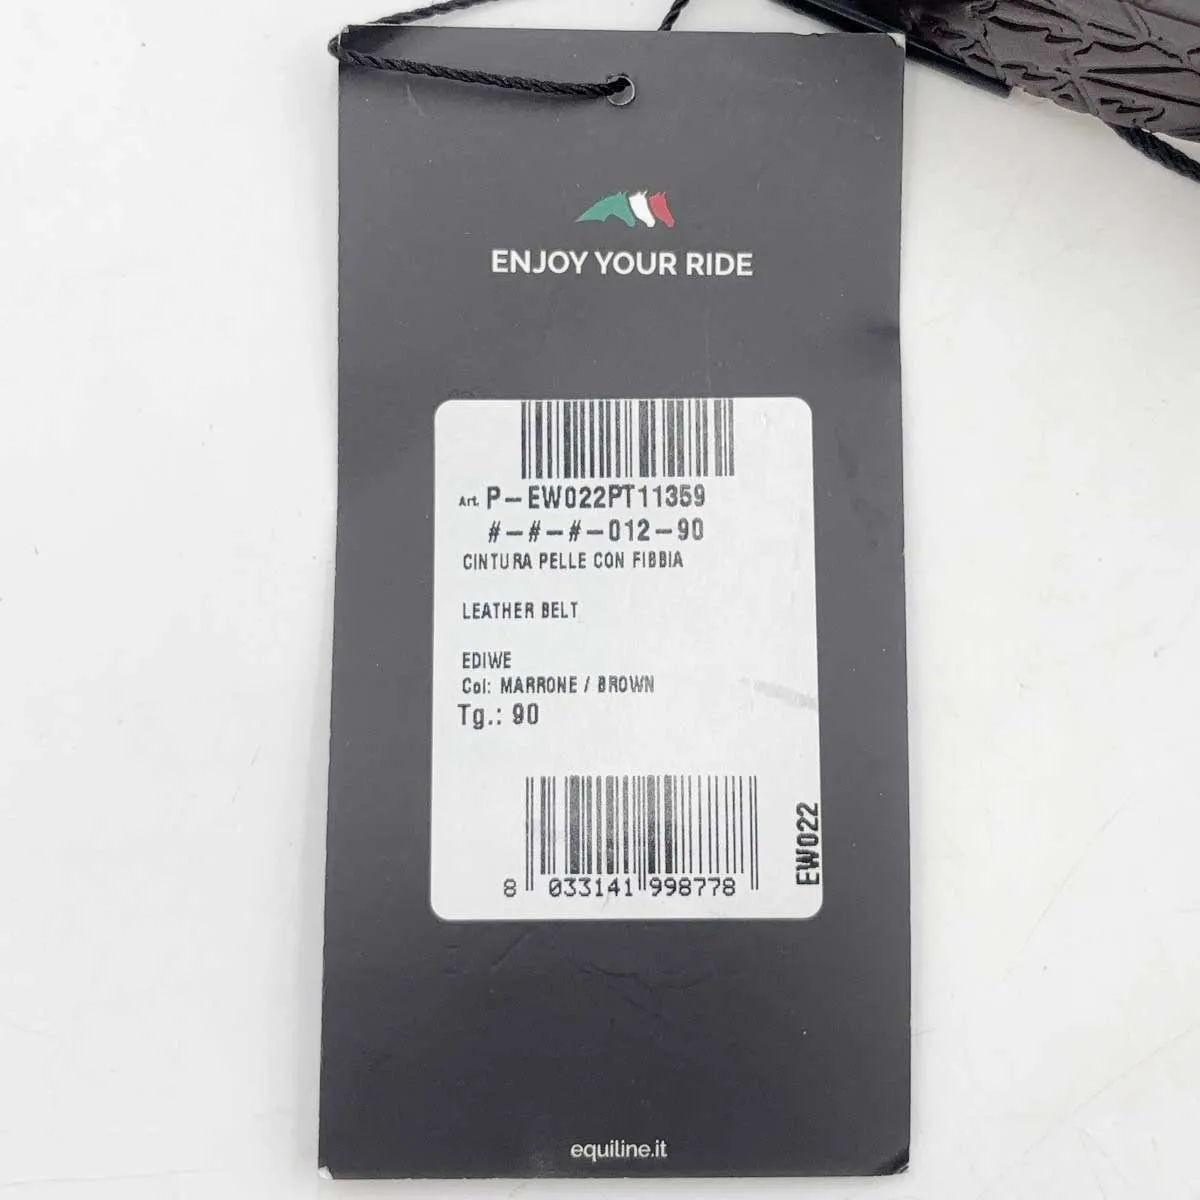 ENJOY YOUR RIDE
Art. P-EW022PT11359
#-#-#-012-90
CINTURA PELLE CON FIBBIA
LEATHER BELT
EDIWE
Col: MARRONE / BROWN
Tg.: 90
EW022
8 033141 998778
equiline.it